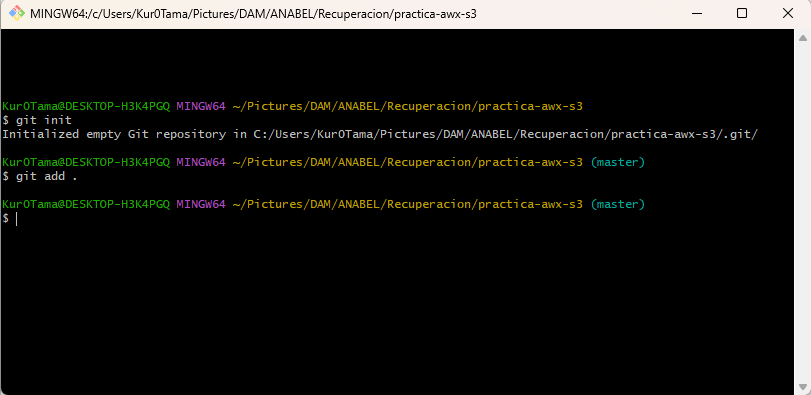 MINGW64:/c/Users/Kur0Tama/Pictures/DAM/ANABEL/Recuperacion/practica-awx-s3
Kur0Tama@DESKTOP-H3K4PGQ MINGW64 ~/Pictures/DAM/ANABEL/Recuperacion/practica-awx-s3
$ git init
Initialized empty Git repository in C:/Users/Kur0Tama/Pictures/DAM/ANABEL/Recuperacion/practica-awx-s3/.git/
Kur0Tama@DESKTOP-H3K4PGQ MINGW64 ~/Pictures/DAM/ANABEL/Recuperacion/practica-awx-s3 (master)
$ git add .
Kur0Tama@DESKTOP-H3K4PGQ MINGW64 ~/Pictures/DAM/ANABEL/Recuperacion/practica-awx-s3 (master)
$